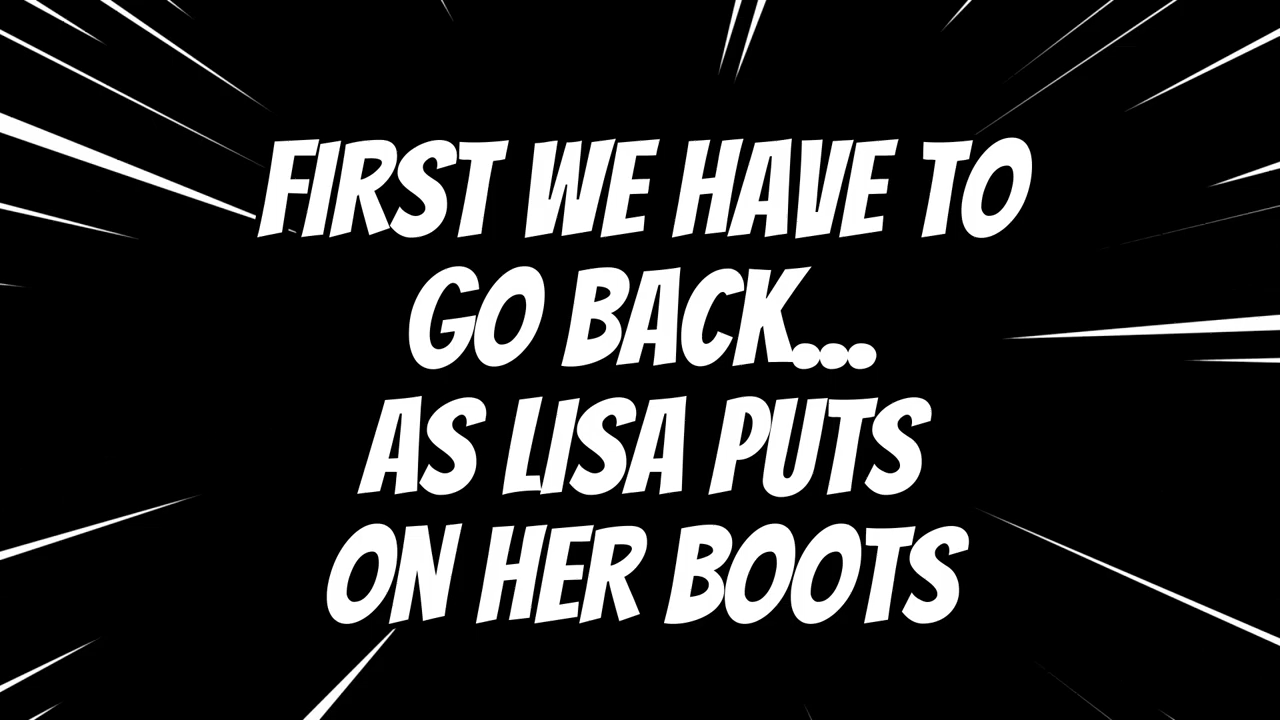 FIRST WE HAVE TO
GO BACK...
AS LISA PUTS
ON HER BOOTS